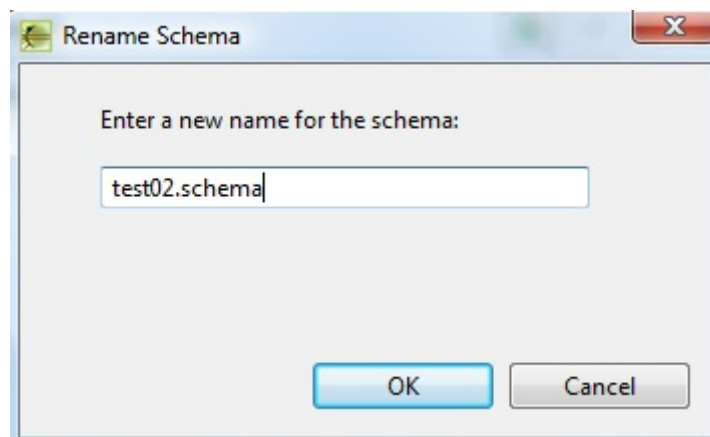 Rename Schema
Enter a new name for the schema:
test02.schema
OK
Cancel